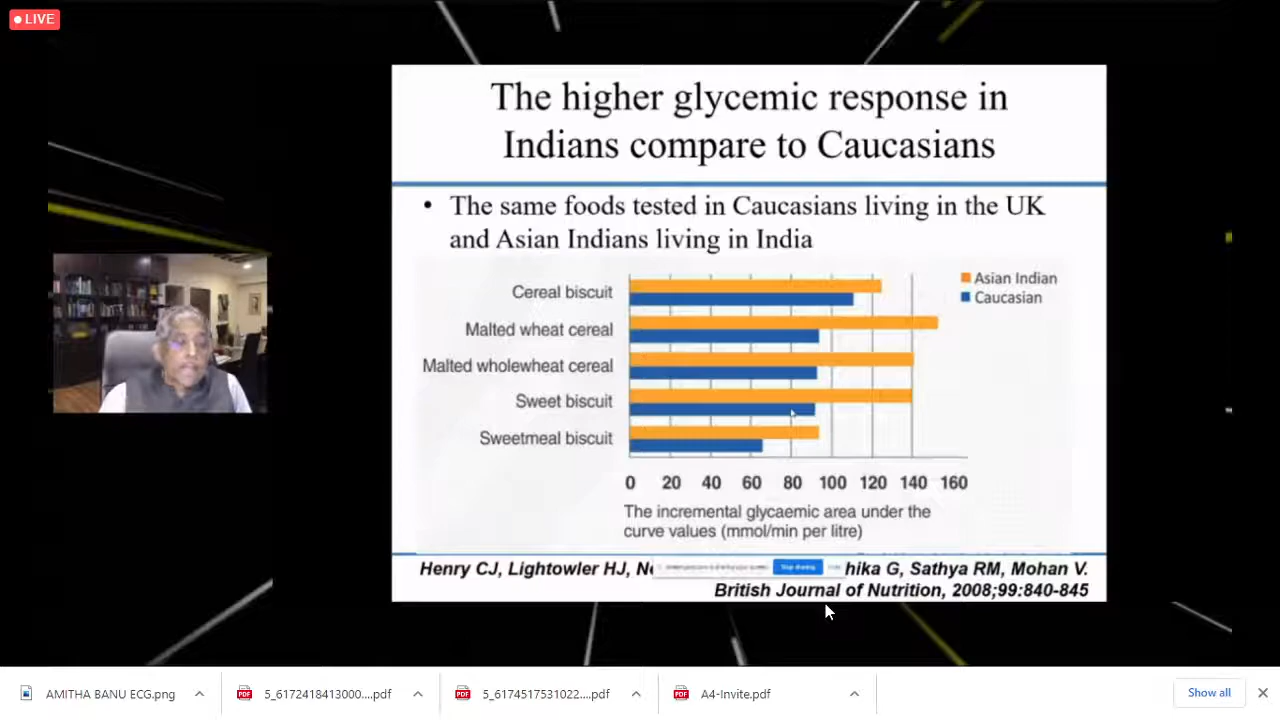 LIVE
The higher glycemic response in
Indians compare to Caucasians
• The same foods tested in Caucasians living in the UK
and Asian Indians living in India
Asian Indian
Caucasian
Cereal biscuit
Malted wheat cereal
Malted wholewheat cereal
Sweet biscuit
Sweetmeal biscuit
0 20 40 60 80 100 120 140 160
The incremental glycaemic area under the
curve values (mmol/min per litre)
Henry CJ, Lightowler HJ, Stop sharing hika G, Sathya RM, Mohan V.
British Journal of Nutrition, 2008;99:840-845
AMITHA BANU ECG.png
5_6172418413000....pdf
5_6174517531022....pdf
A4-Invite.pdf
Show all